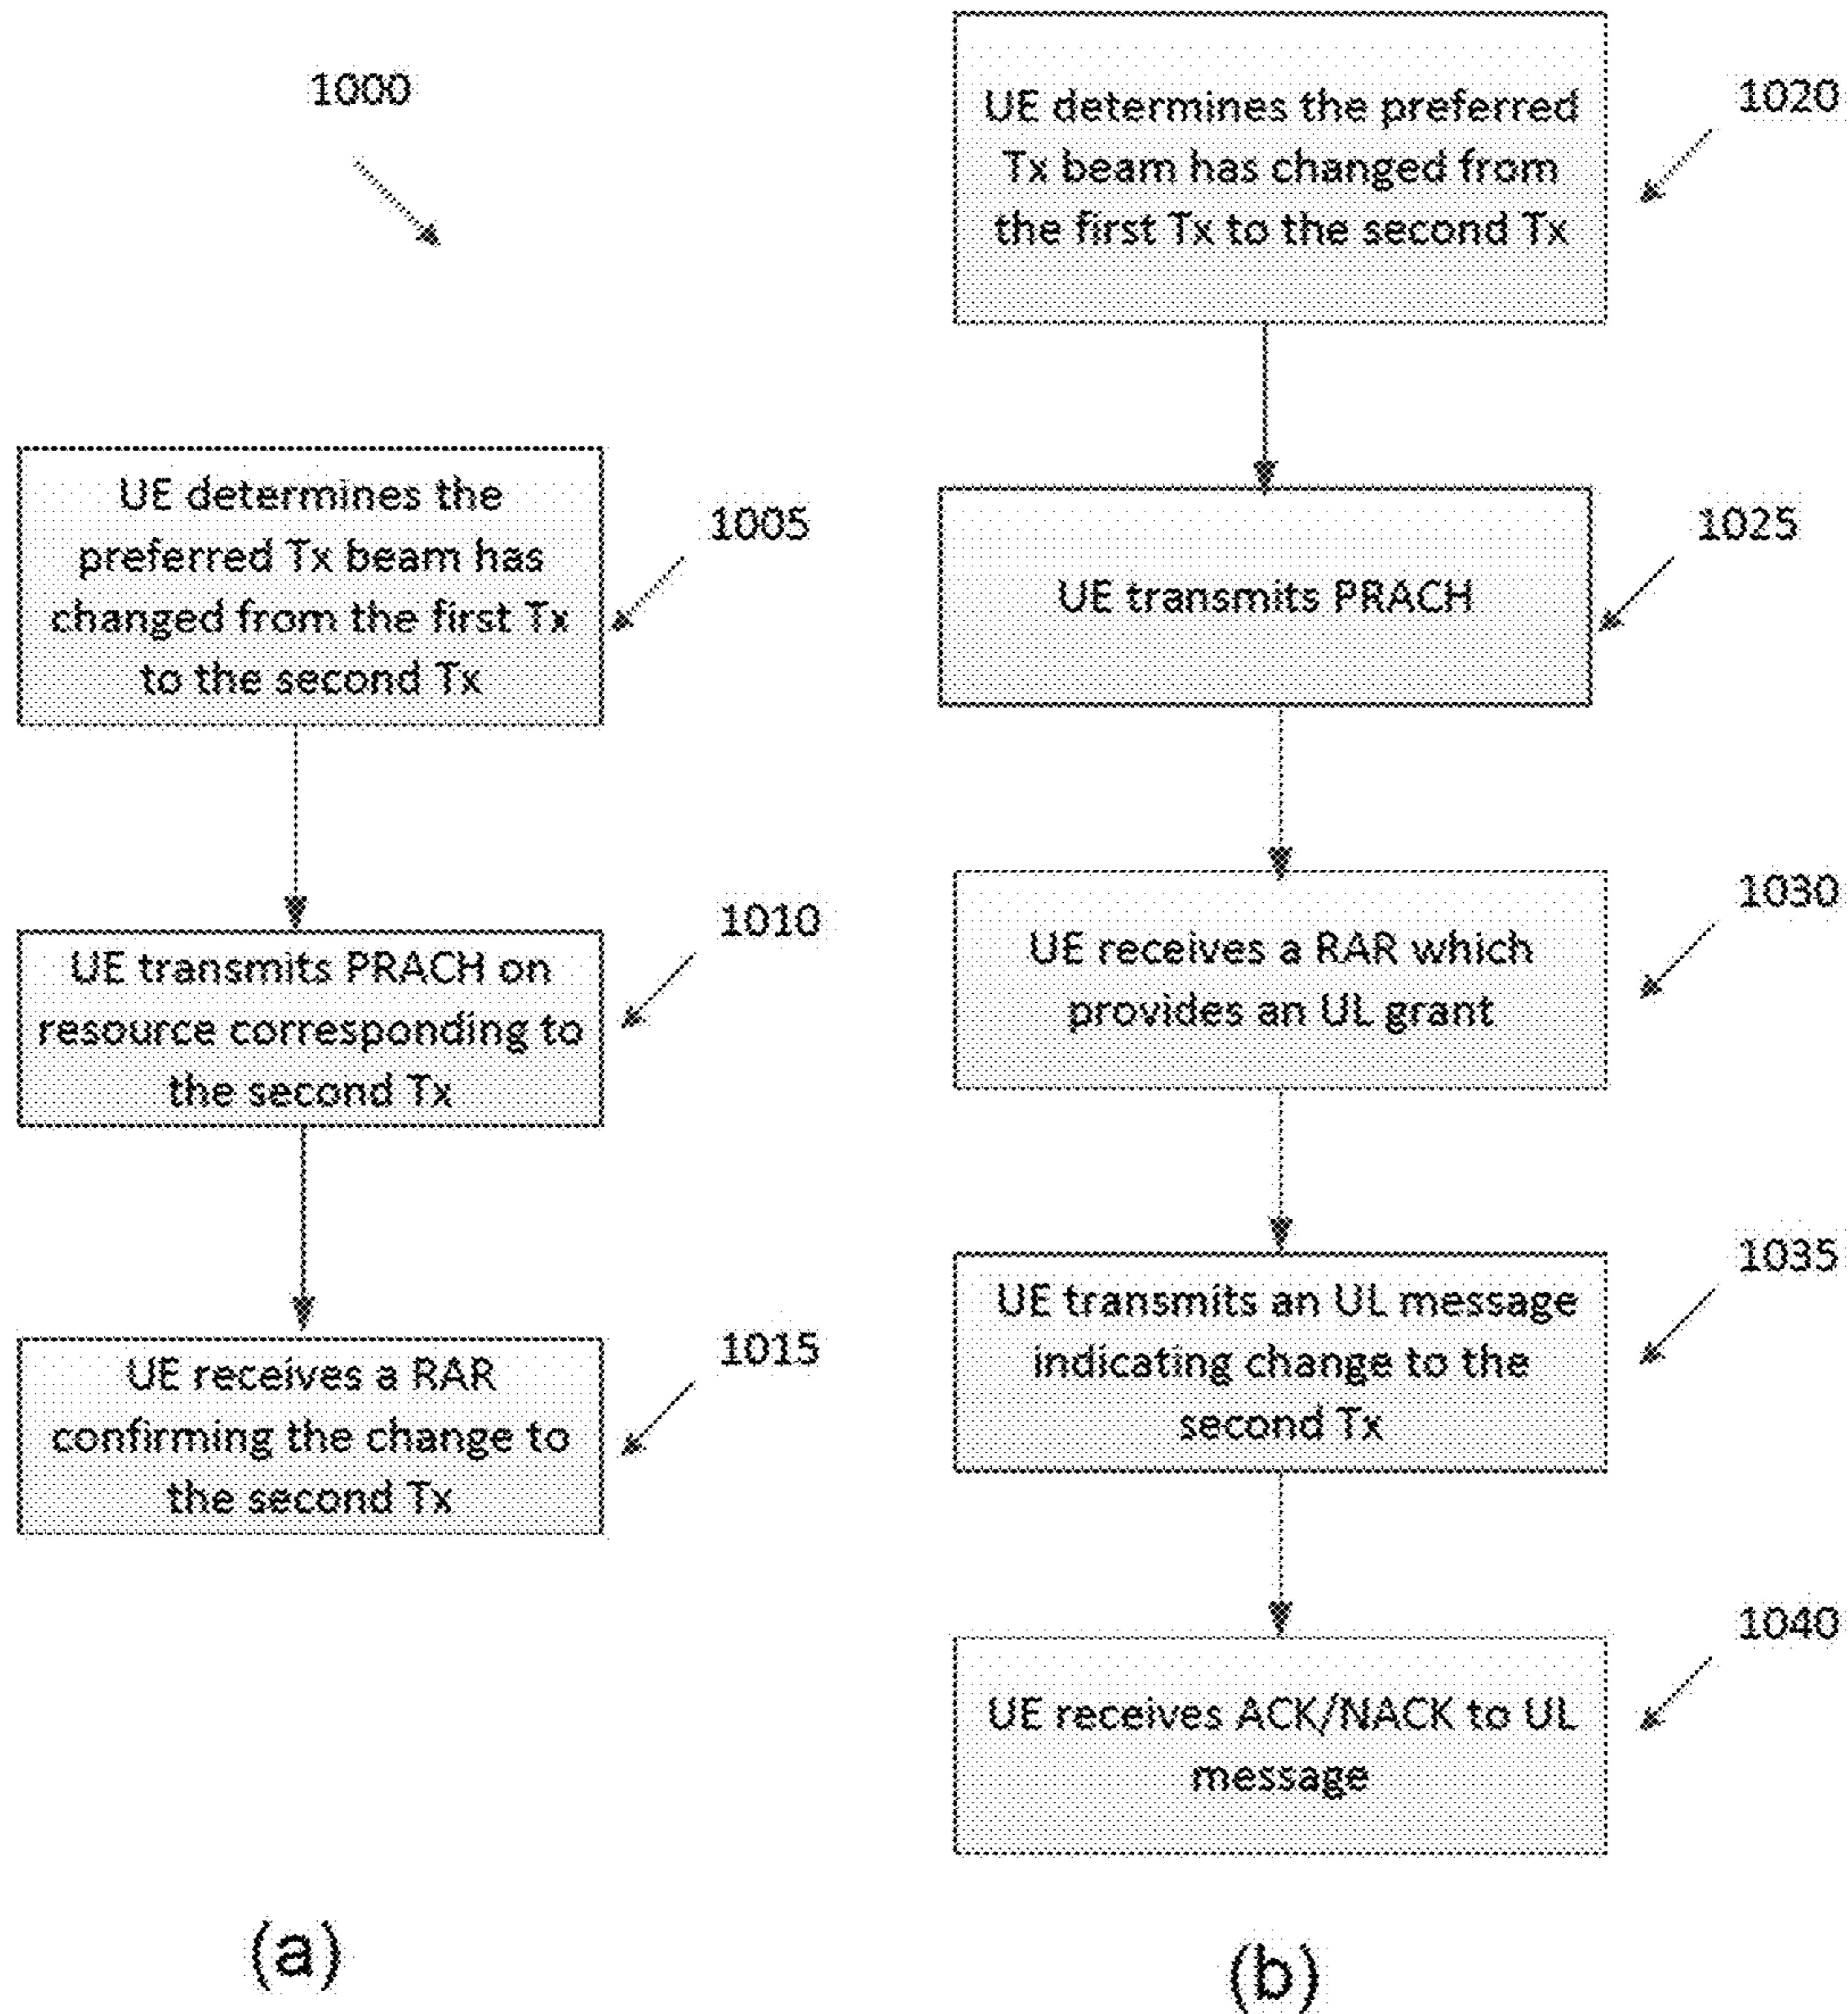 1000
UE determines the
preferred Tx beam has
changed from the first Tx
to the second Tx
1005
UE transmits PRACH on
resource corresponding to
the second Tx
1010
UE receives a RAR
confirming the change to
the second Tx
1015
(a)
UE determines the preferred
Tx beam has changed from
the first Tx to the second Tx
1020
UE transmits PRACH
1025
UE receives a RAR which
provides an UL grant
1030
UE transmits an UL message
indicating change to the
second Tx
1035
UE receives ACK/NACK to UL
message
1040
(b)